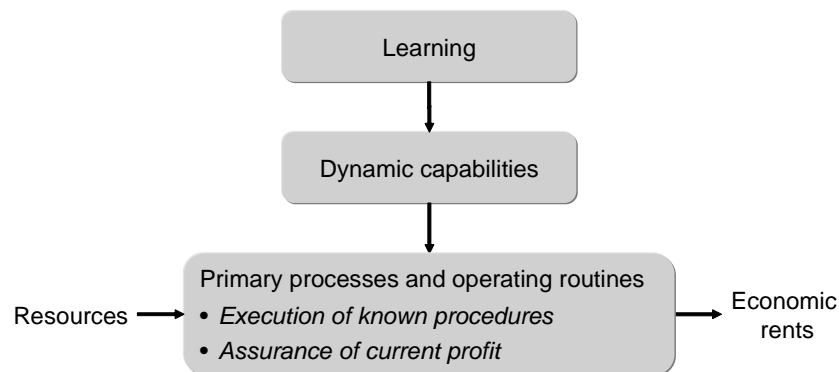 Learning
Dynamic capabilities
Primary processes and operating routines
• Execution of known procedures
• Assurance of current profit
Resources
Economic
rents